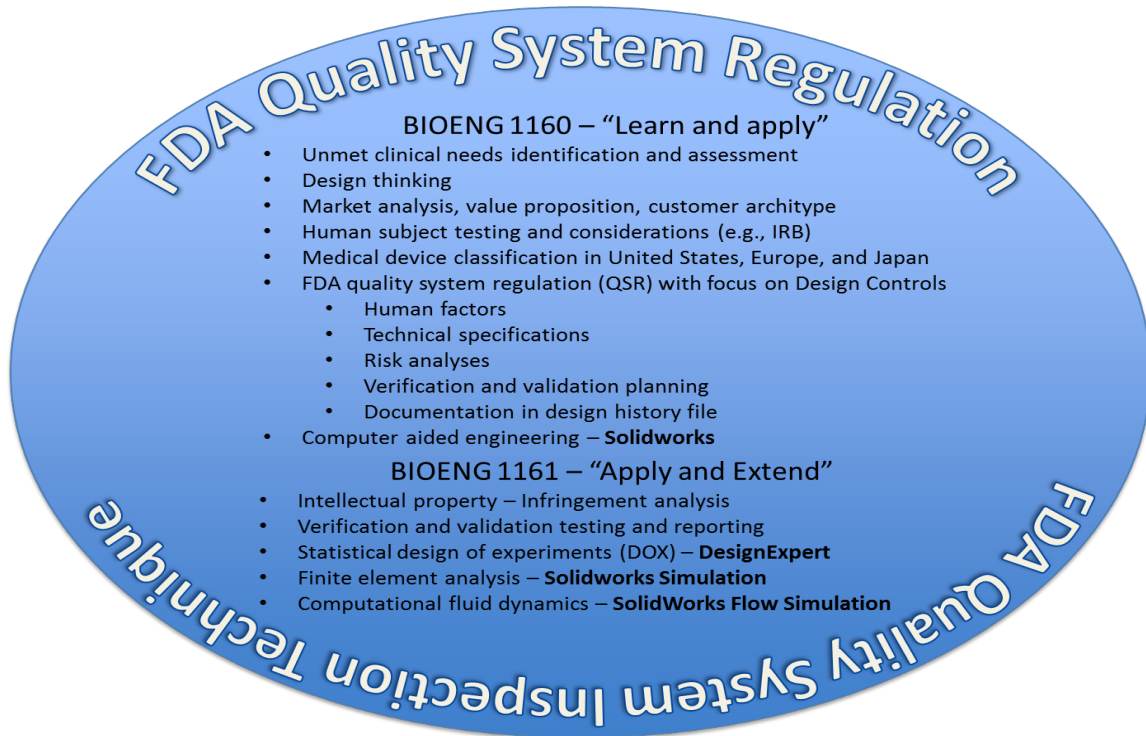 FDA Quality System Regulation
BIOENG 1160 – “Learn and apply”
• Unmet clinical needs identification and assessment
• Design thinking
• Market analysis, value proposition, customer architype
• Human subject testing and considerations (e.g., IRB)
• Medical device classification in United States, Europe, and Japan
• FDA quality system regulation (QSR) with focus on Design Controls
• Human factors
• Technical specifications
• Risk analyses
• Verification and validation planning
• Documentation in design history file
• Computer aided engineering – Solidworks
BIOENG 1161 – “Apply and Extend”
• Intellectual property – Infringement analysis
• Verification and validation testing and reporting
• Statistical design of experiments (DOX) – DesignExpert
• Finite element analysis – Solidworks Simulation
• Computational fluid dynamics – SolidWorks Flow Simulation
FDA Quality System Inspection Technique